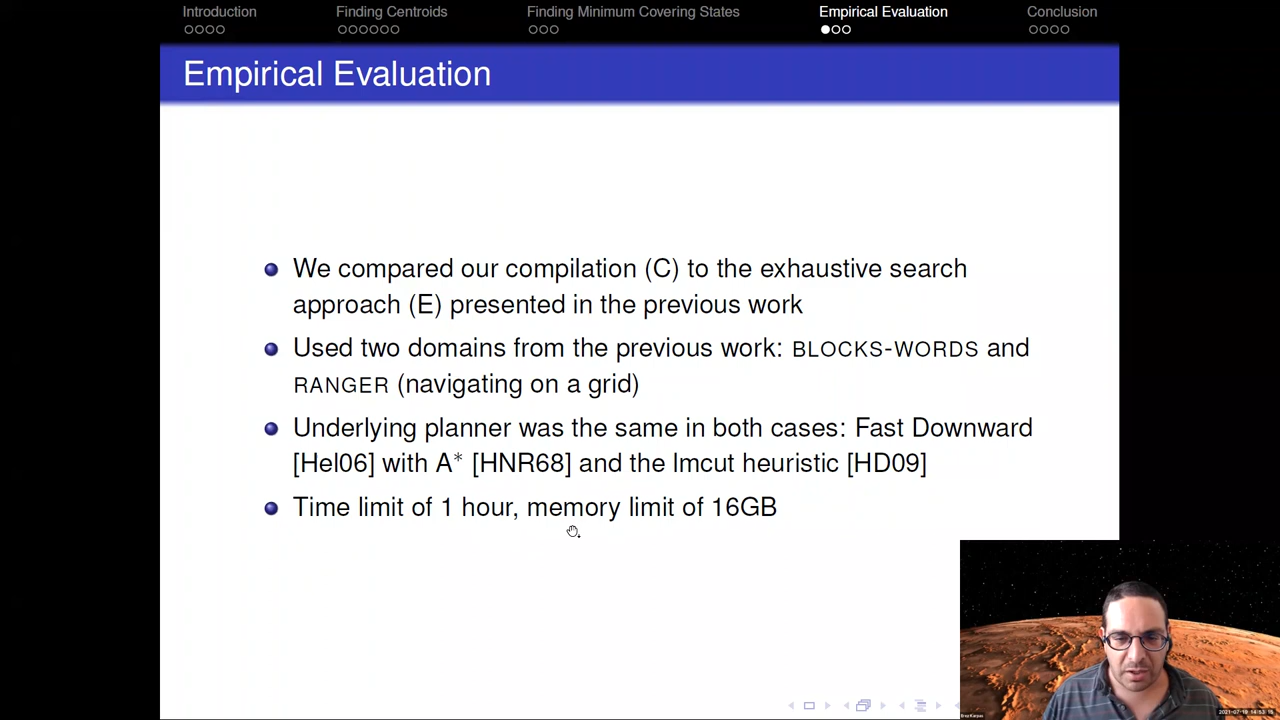 Introduction Finding Centroids Finding Minimum Covering States Empirical Evaluation Conclusion
Empirical Evaluation
We compared our compilation (C) to the exhaustive search
approach (E) presented in the previous work
Used two domains from the previous work: BLOCKS-WORDS and
RANGER (navigating on a grid)
Underlying planner was the same in both cases: Fast Downward
[Hel06] with A* [HNR68] and the lmcut heuristic [HD09]
Time limit of 1 hour, memory limit of 16GB